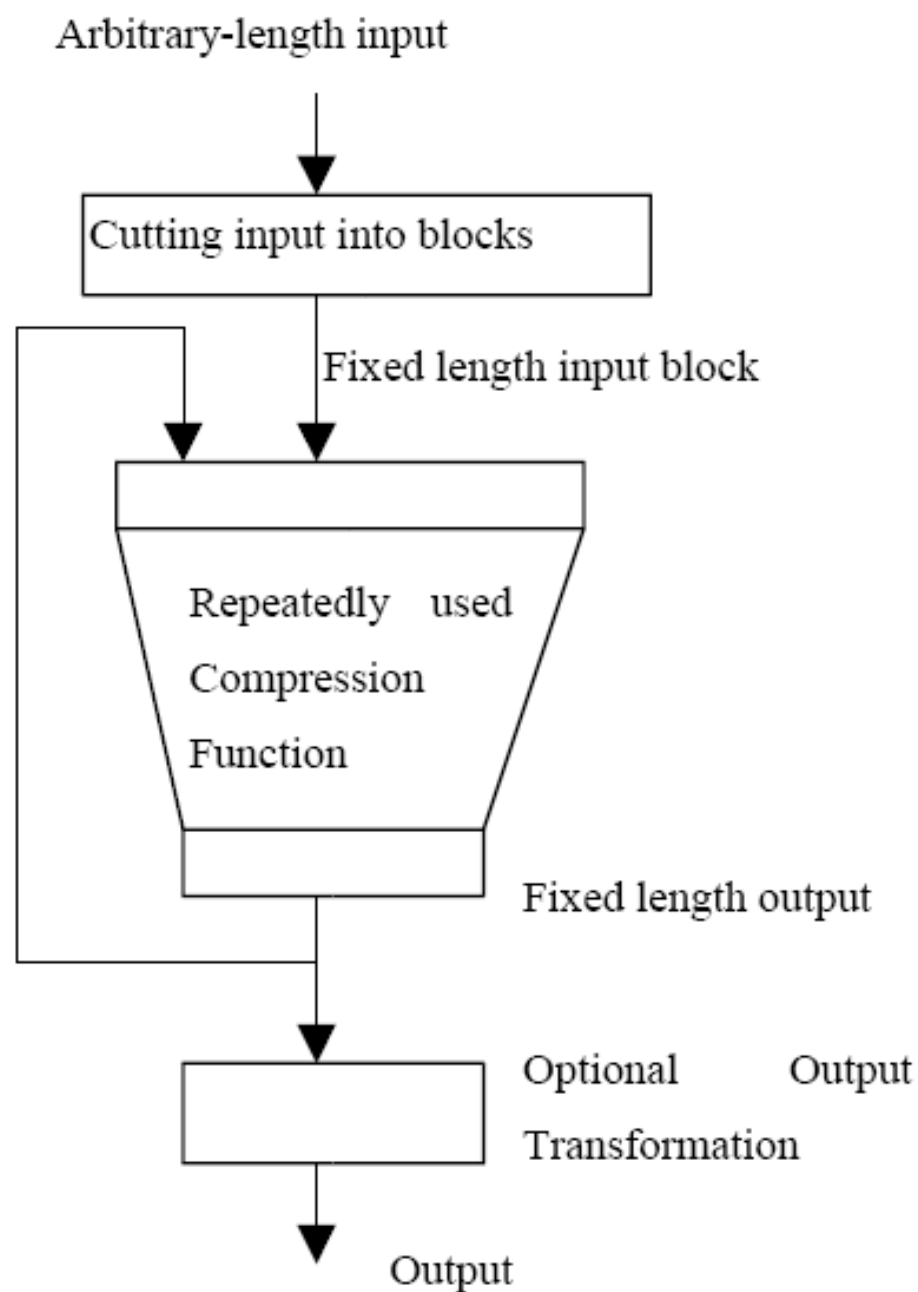 Arbitrary-length input
Cutting input into blocks
Fixed length input block
Repeatedly used
Compression
Function
Fixed length output
Optional Output
Transformation
Output